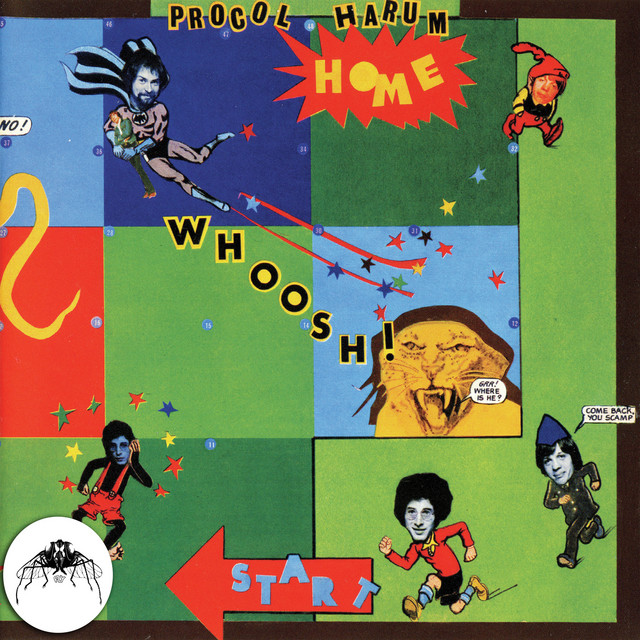 PROCOL HARUM
HOME
NO!
WHOOSH!
GRR!
WHERE
IS HE?
COME BACK,
YOU SCAMP
START